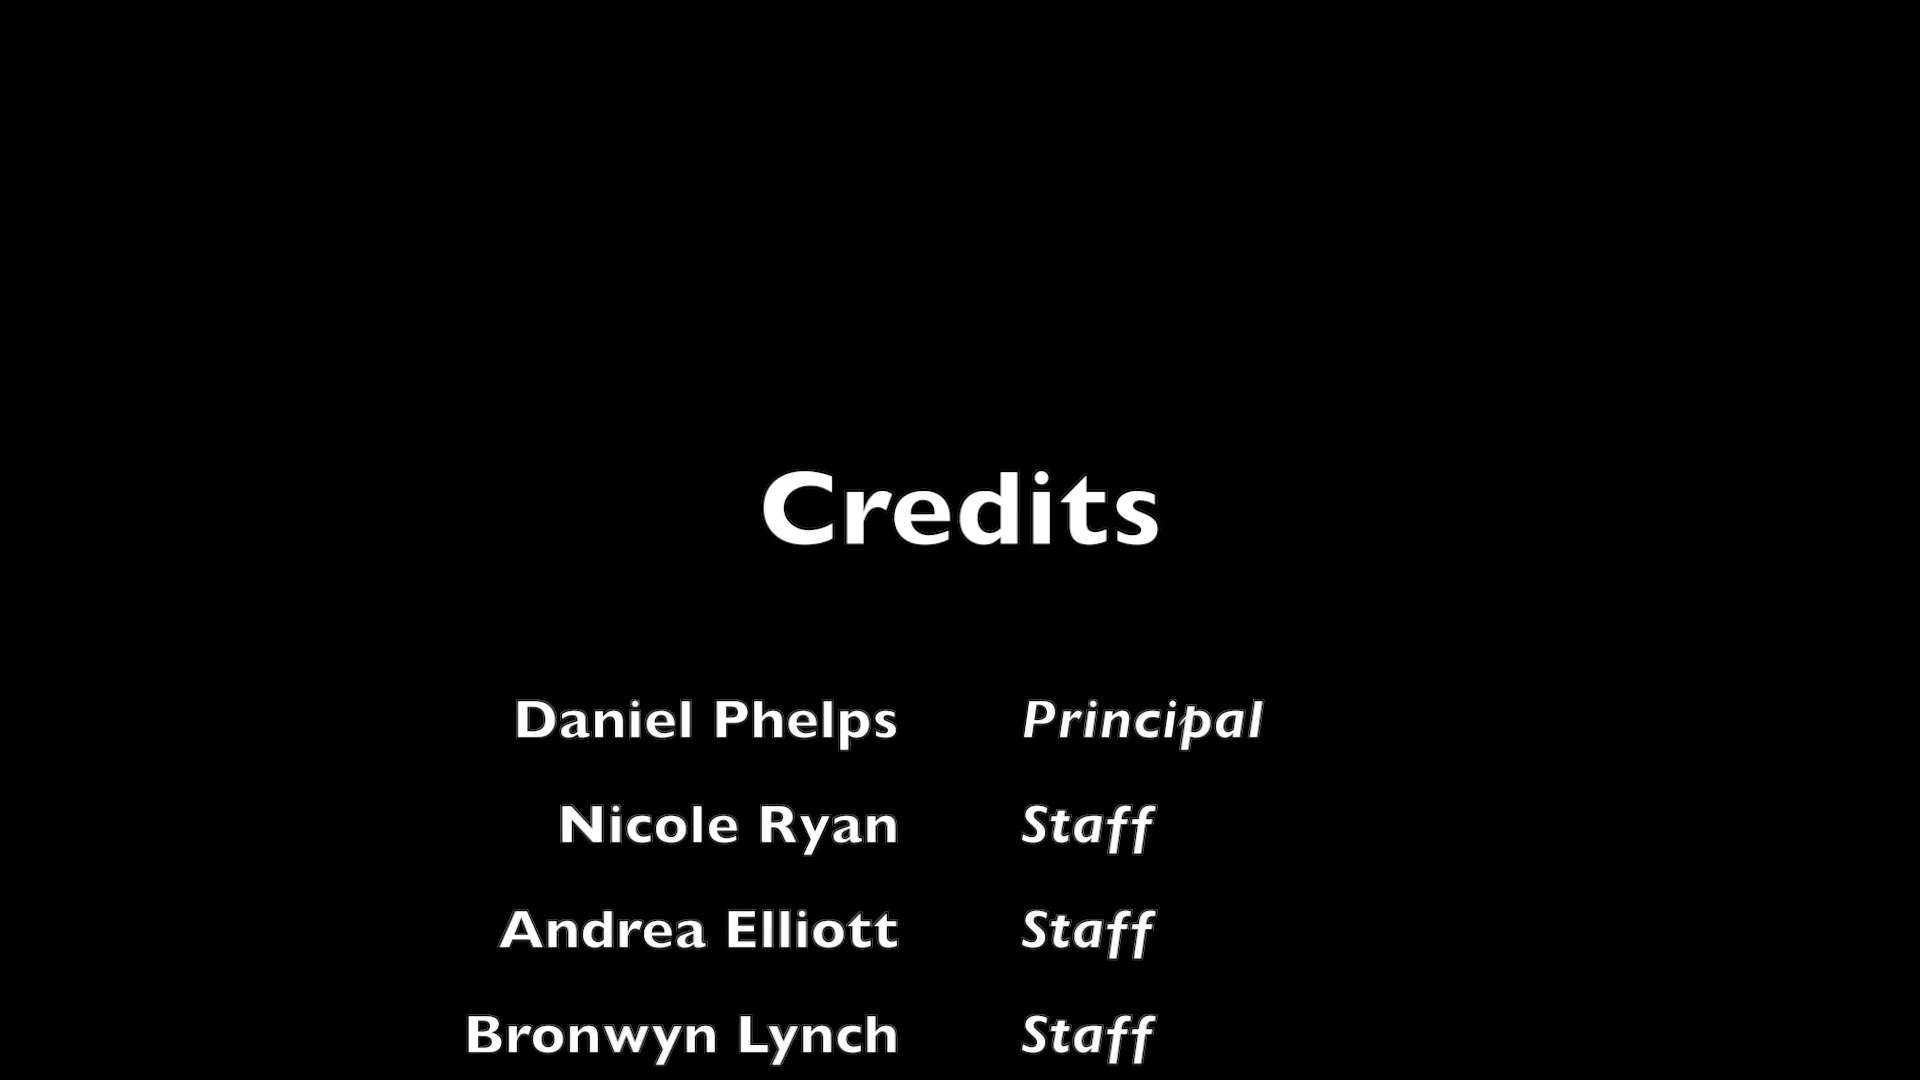 Credits
Daniel Phelps Principal
Nicole Ryan Staff
Andrea Elliott Staff
Bronwyn Lynch Staff